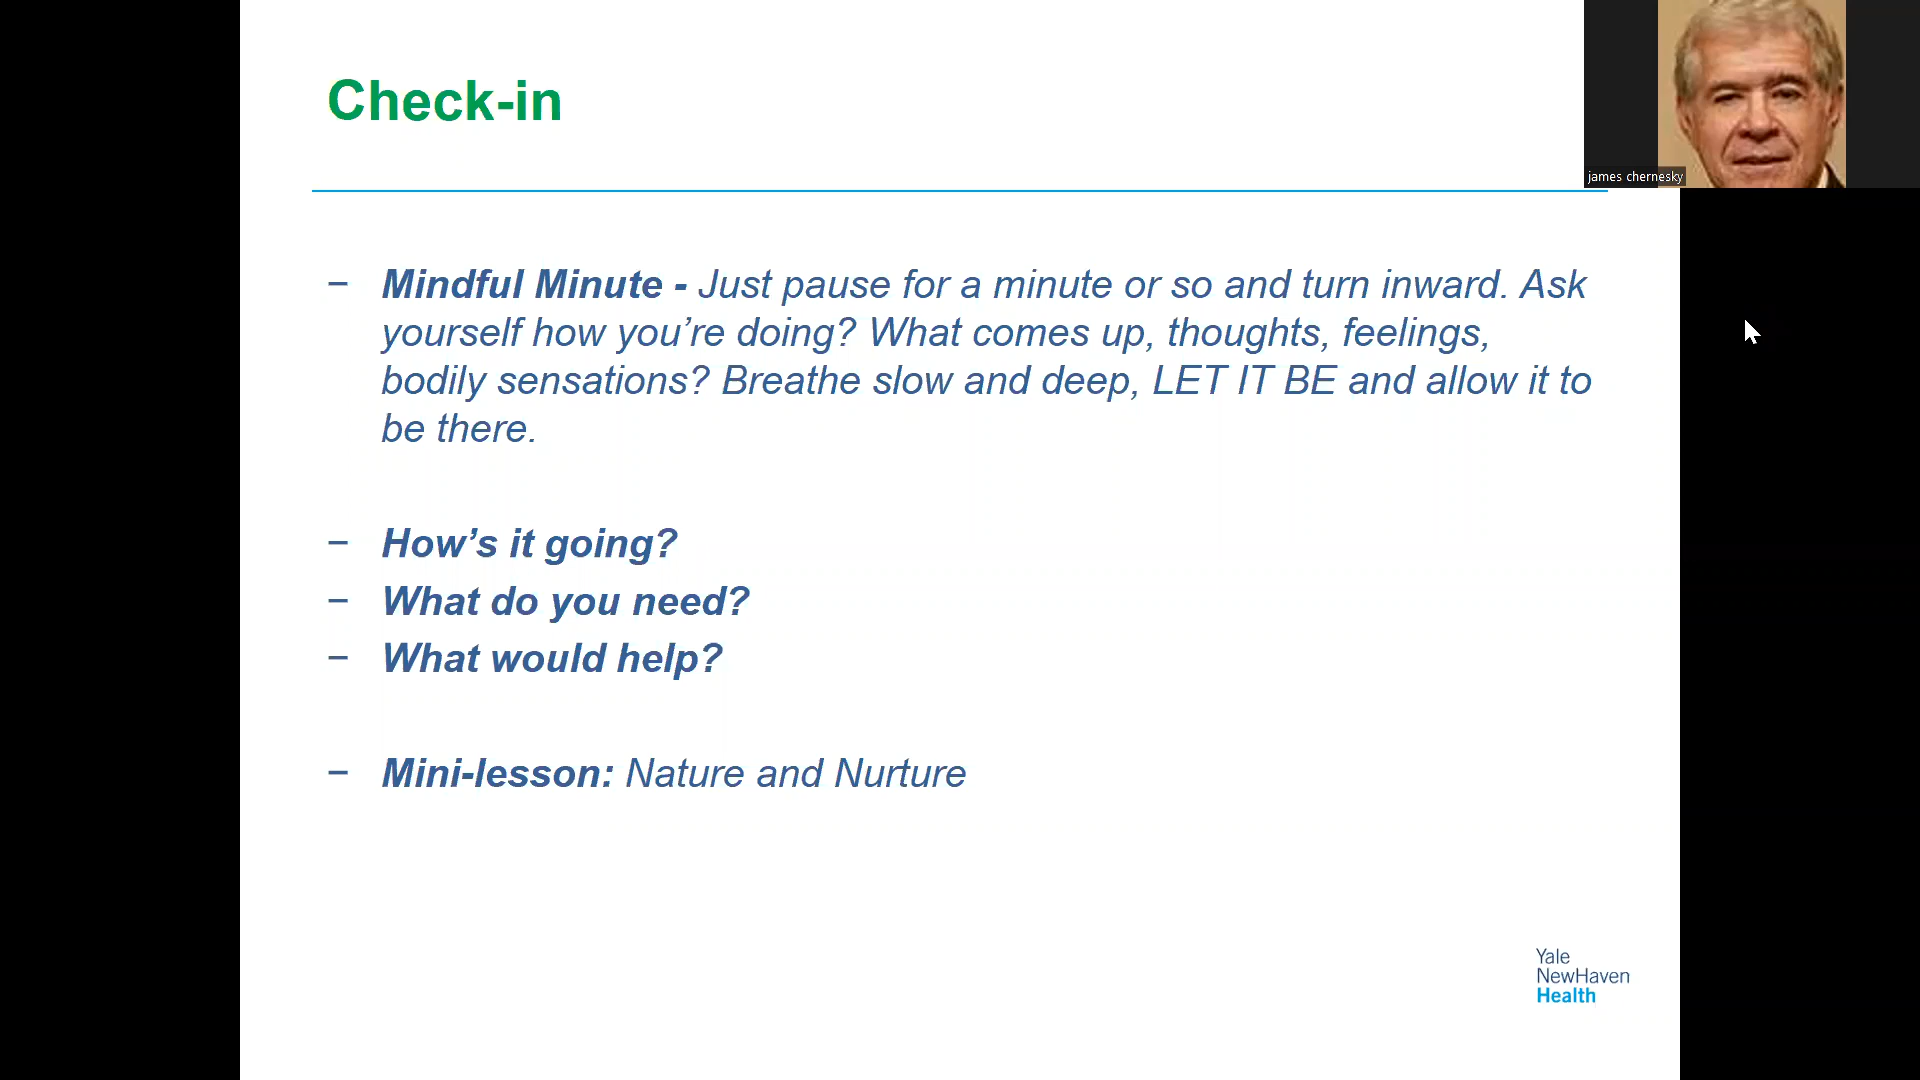 Check-in
james chernesky
– Mindful Minute - Just pause for a minute or so and turn inward. Ask
yourself how you’re doing? What comes up, thoughts, feelings,
bodily sensations? Breathe slow and deep, LET IT BE and allow it to
be there.
– How’s it going?
– What do you need?
– What would help?
– Mini-lesson: Nature and Nurture
Yale
NewHaven
Health